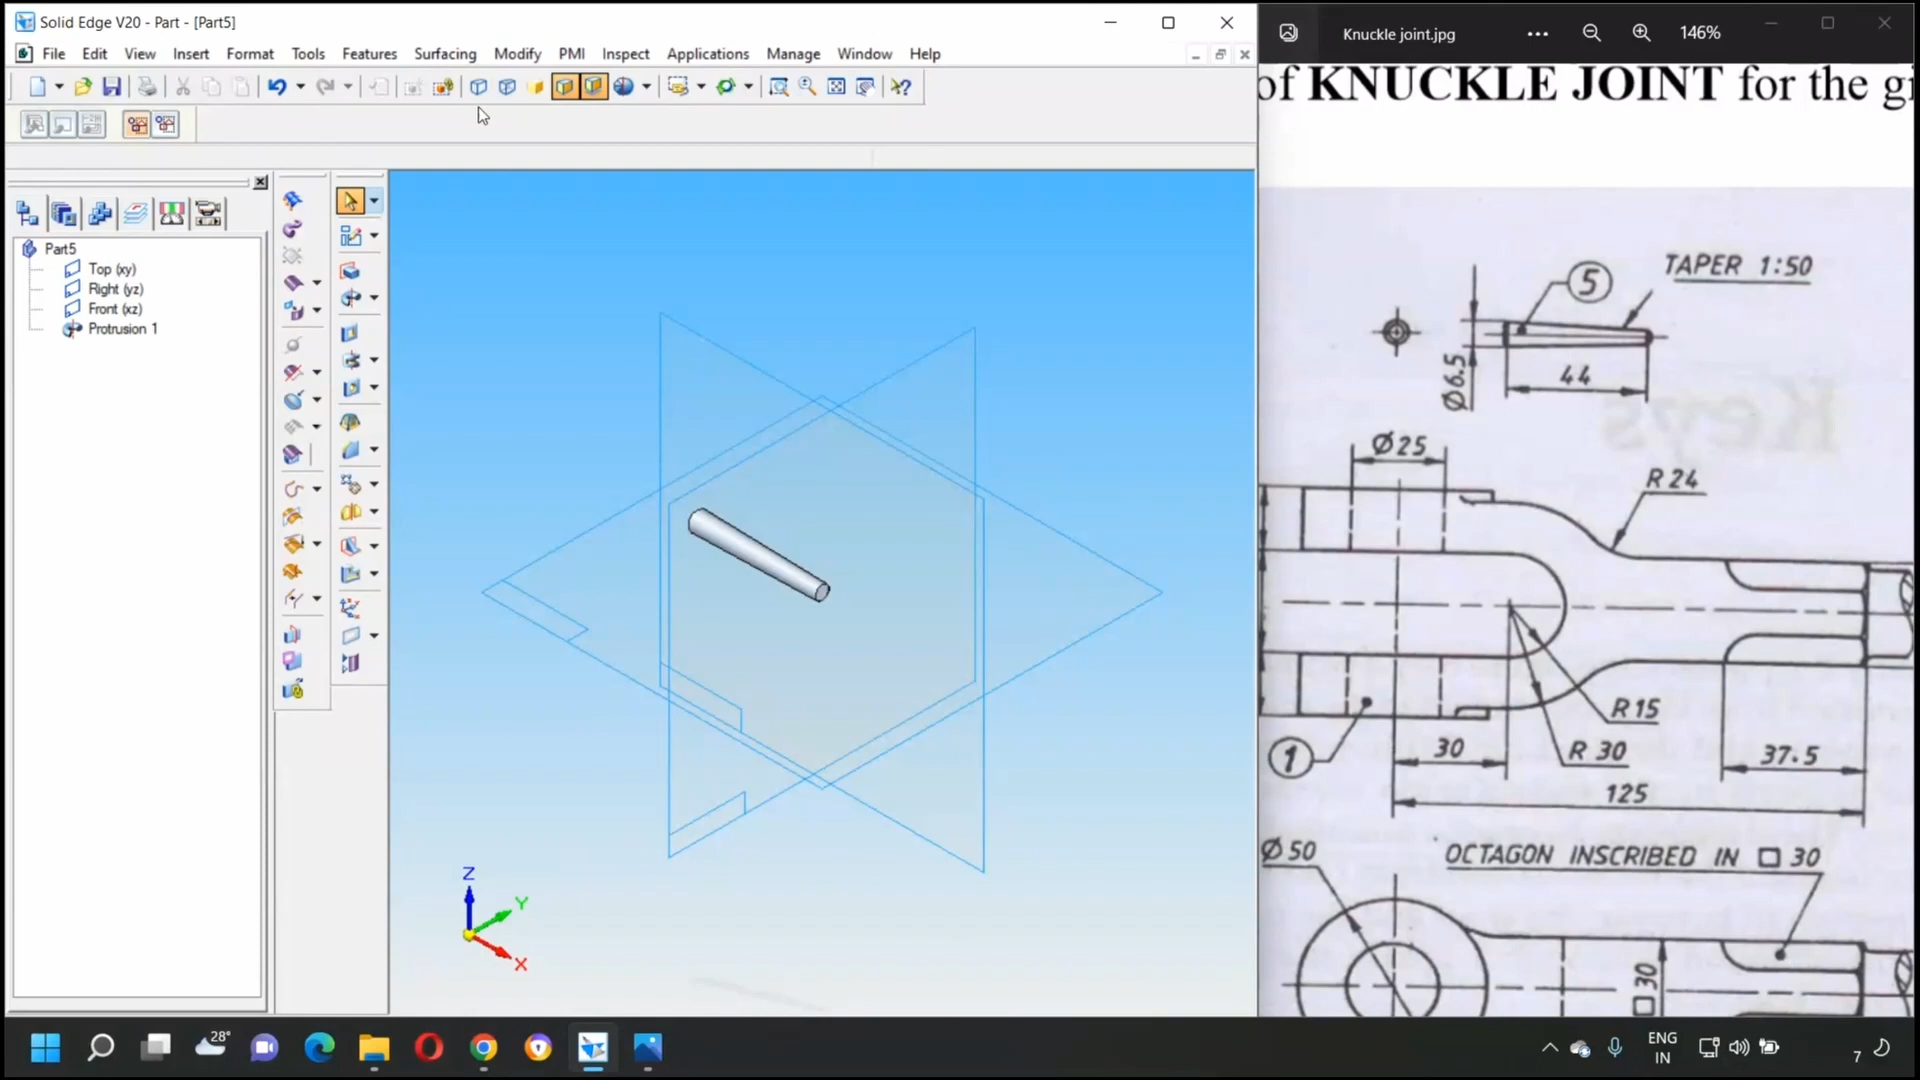 Solid Edge V20 - Part - [Part5]
File Edit View Insert Format Tools Features Surfacing Modify PMI Inspect Applications Manage Window Help
Part5
Top (xy)
Right (yz)
Front (xz)
Protrusion 1
Z
Y
X
Knuckle joint.jpg
146%
of KNUCKLE JOINT for the gi
5
TAPER 1:50
Ø6.5
44
Keys
Ø25
R 24
R 15
R 30
1
30
37.5
125
Ø50
OCTAGON INSCRIBED IN □ 30
□30
28°
ENG
IN
7